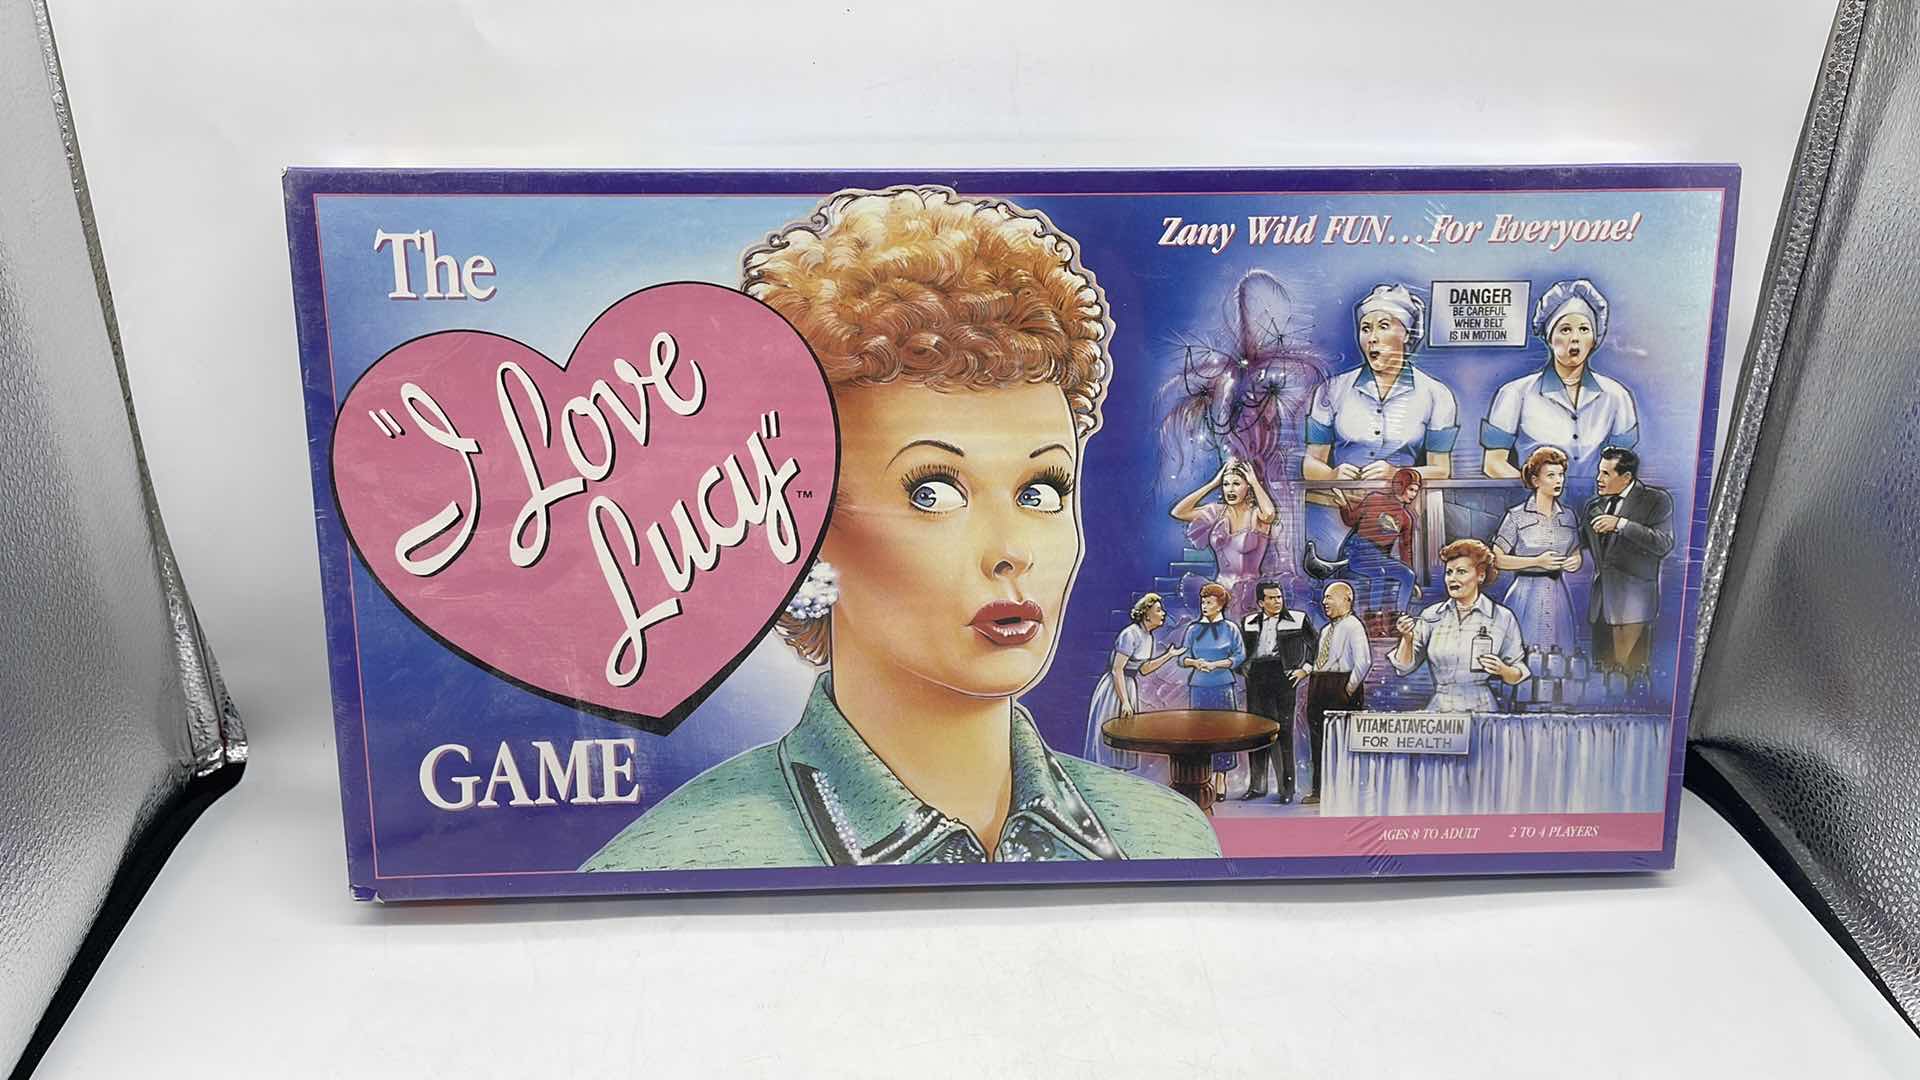 The
"I Love
Lucy"™
GAME
Zany Wild FUN...For Everyone!
DANGER
BE CAREFUL
WHEN BELT
IS IN MOTION
VITAMEATAVEGAMIN
FOR HEALTH
AGES 8 TO ADULT 2 TO 4 PLAYERS